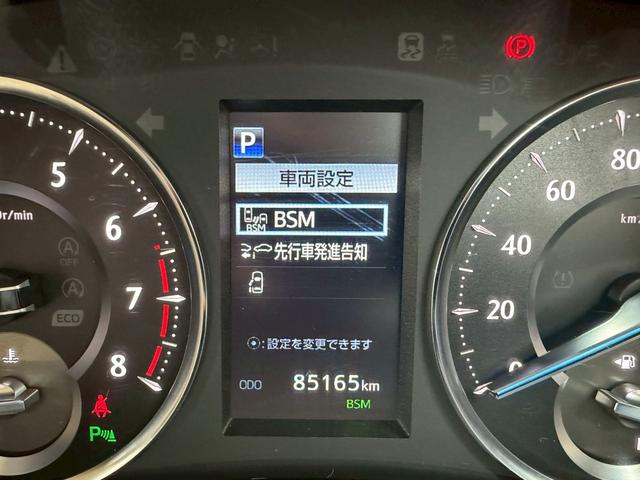 P
車両設定
BSM
BSM
先行車発進告知
:設定を変更できます
ODO 85165km
BSM
5
6
7
8
r/min
A
OFF
A
ECO
P
(P)
0
20
40
60
80
km/